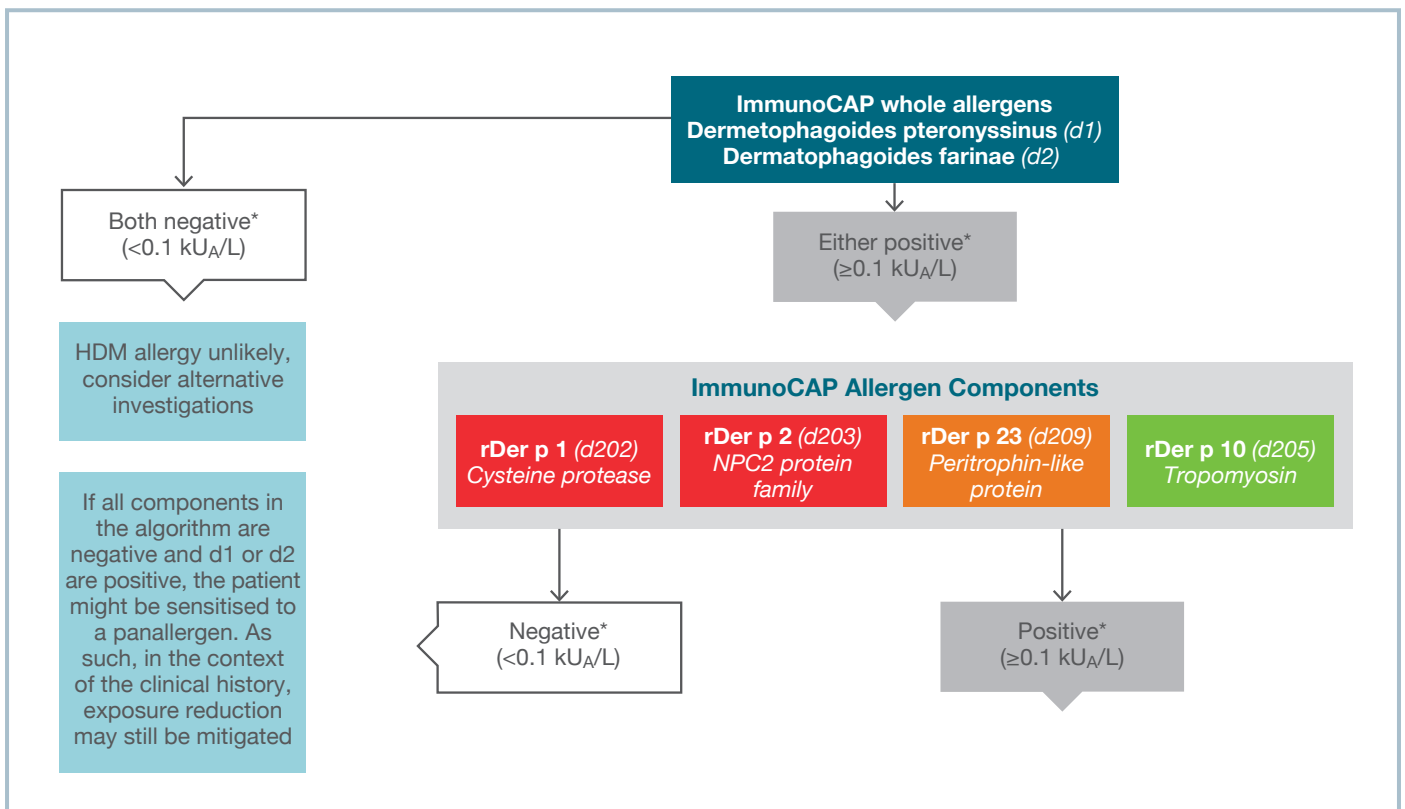 ImmunoCAP whole allergens
Dermetophagoides pteronyssinus (d1)
Dermatophagoides farinae (d2)
Both negative*
(<0.1 kUA/L)
Either positive*
(≥0.1 kUA/L)
HDM allergy unlikely,
consider alternative
investigations
ImmunoCAP Allergen Components
rDer p 1 (d202)
Cysteine protease
rDer p 2 (d203)
NPC2 protein
family
rDer p 23 (d209)
Peritrophin-like
protein
rDer p 10 (d205)
Tropomyosin
If all components in
the algorithm are
negative and d1 or d2
are positive, the patient
might be sensitised to
a panallergen. As
such, in the context
of the clinical history,
exposure reduction
may still be mitigated
Negative*
(<0.1 kUA/L)
Positive*
(≥0.1 kUA/L)